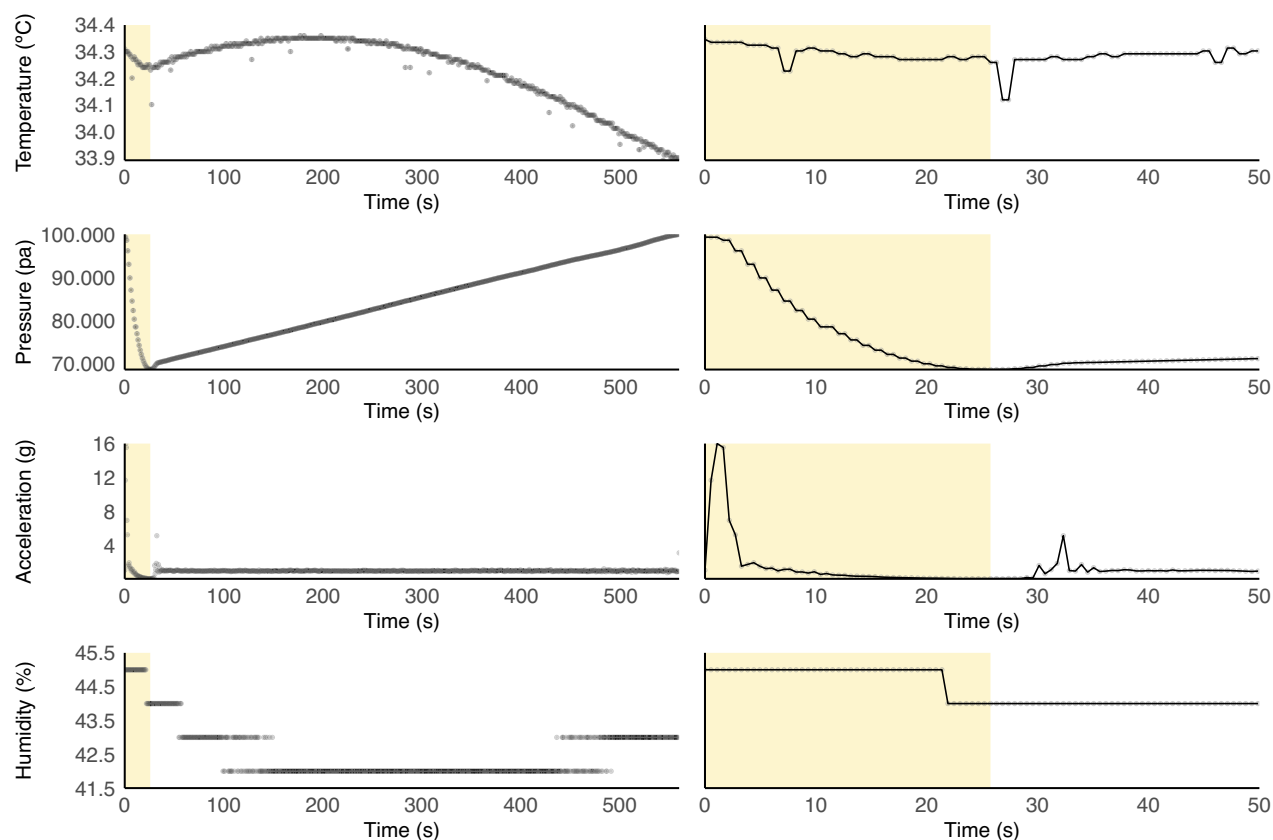 Temperature (°C)
34.4
34.3
34.2
34.1
34.0
33.9
0 100 200 300 400 500
Time (s)
0 10 20 30 40 50
Time (s)
Pressure (pa)
100.000
90.000
80.000
70.000
0 100 200 300 400 500
Time (s)
0 10 20 30 40 50
Time (s)
Acceleration (g)
16
12
8
4
0 100 200 300 400 500
Time (s)
0 10 20 30 40 50
Time (s)
Humidity (%)
45.5
44.5
43.5
42.5
41.5
0 100 200 300 400 500
Time (s)
0 10 20 30 40 50
Time (s)